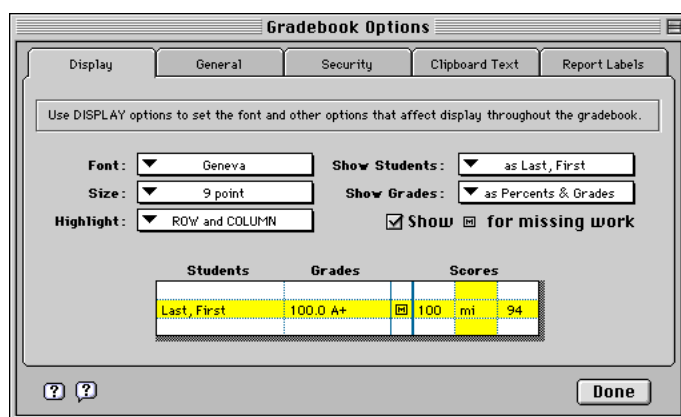 Gradebook Options
Display General Security Clipboard Text Report Labels
Use DISPLAY options to set the font and other options that affect display throughout the gradebook.
Font: Geneva Show Students: as Last, First
Size: 9 point Show Grades: as Percents & Grades
Highlight: ROW and COLUMN Show M for missing work
Students Grades Scores
Last, First 100.0 A+ M 100 mi 94
? ? Done